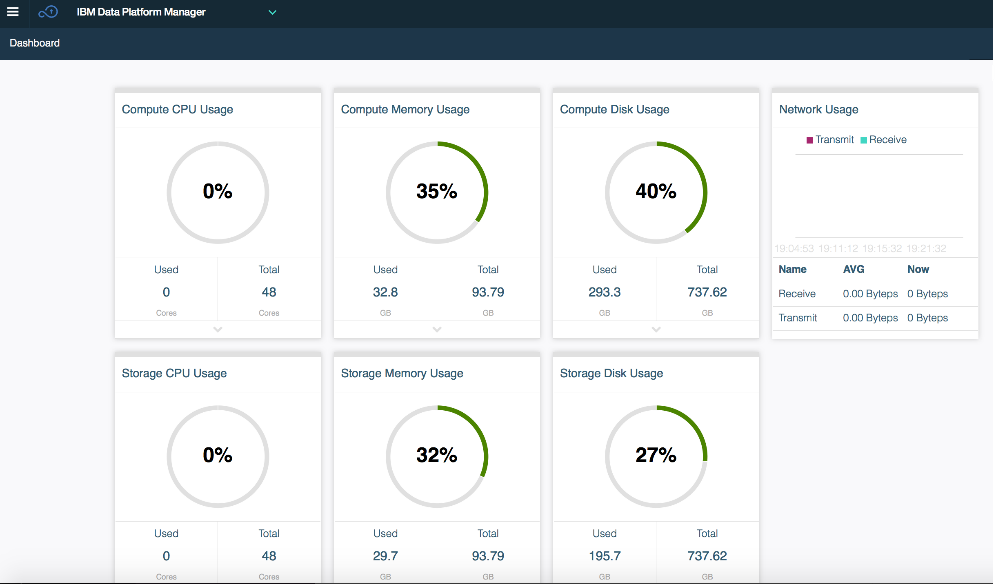 IBM Data Platform Manager
Dashboard
Compute CPU Usage
0%
Used Total
0 48
Cores Cores
Compute Memory Usage
35%
Used Total
32.8 93.79
GB GB
Compute Disk Usage
40%
Used Total
293.3 737.62
GB GB
Network Usage
Transmit Receive
19:04:53 19:11:12 19:15:32 19:21:32
Name AVG Now
Receive 0.00 Byteps 0 Byteps
Transmit 0.00 Byteps 0 Byteps
Storage CPU Usage
0%
Used Total
0 48
Cores Cores
Storage Memory Usage
32%
Used Total
29.7 93.79
GB GB
Storage Disk Usage
27%
Used Total
195.7 737.62
GB GB